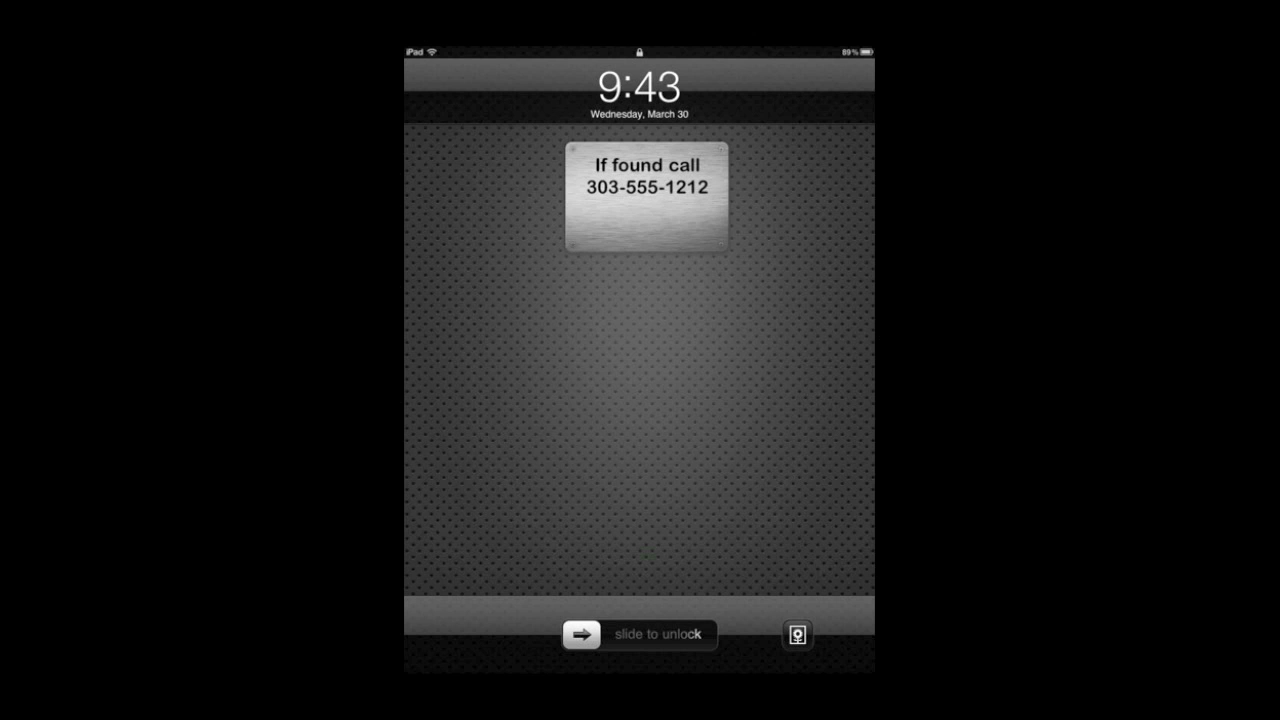 iPad 89%
9:43
Wednesday, March 30
If found call
303-555-1212
slide to unlock